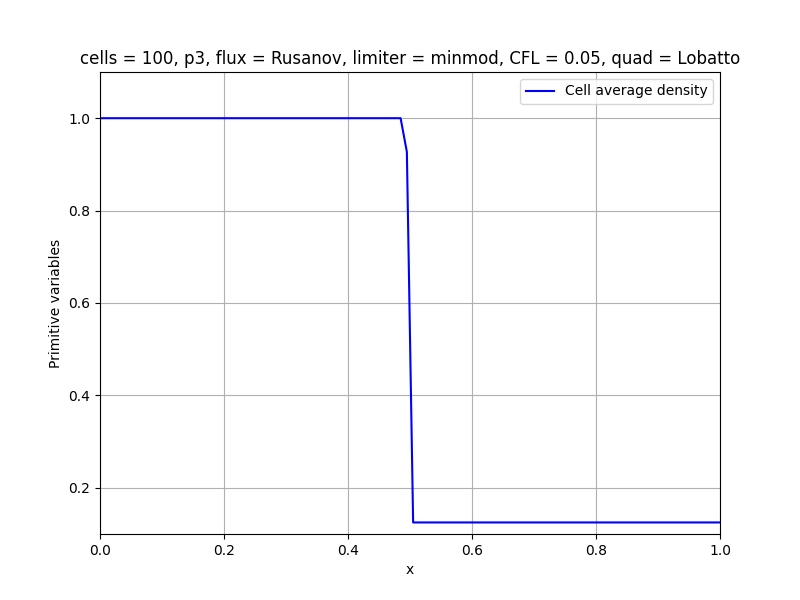 cells = 100, p3, flux = Rusanov, limiter = minmod, CFL = 0.05, quad = Lobatto
Cell average density
1.0
0.8
0.6
0.4
0.2
Primitive variables
0.0 0.2 0.4 0.6 0.8 1.0
x